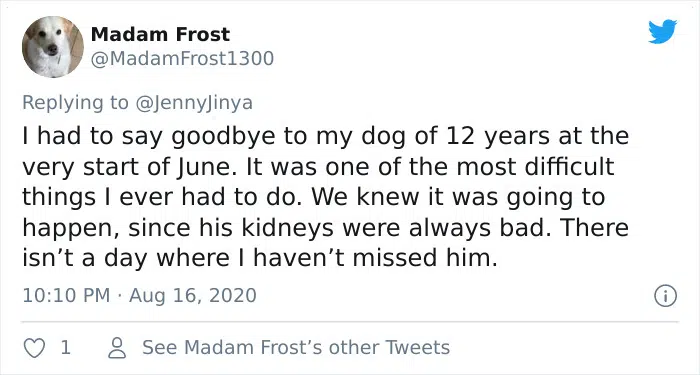 Madam Frost
@MadamFrost1300
Replying to @JennyJinya
I had to say goodbye to my dog of 12 years at the
very start of June. It was one of the most difficult
things I ever had to do. We knew it was going to
happen, since his kidneys were always bad. There
isn’t a day where I haven’t missed him.
10:10 PM · Aug 16, 2020
1 See Madam Frost’s other Tweets